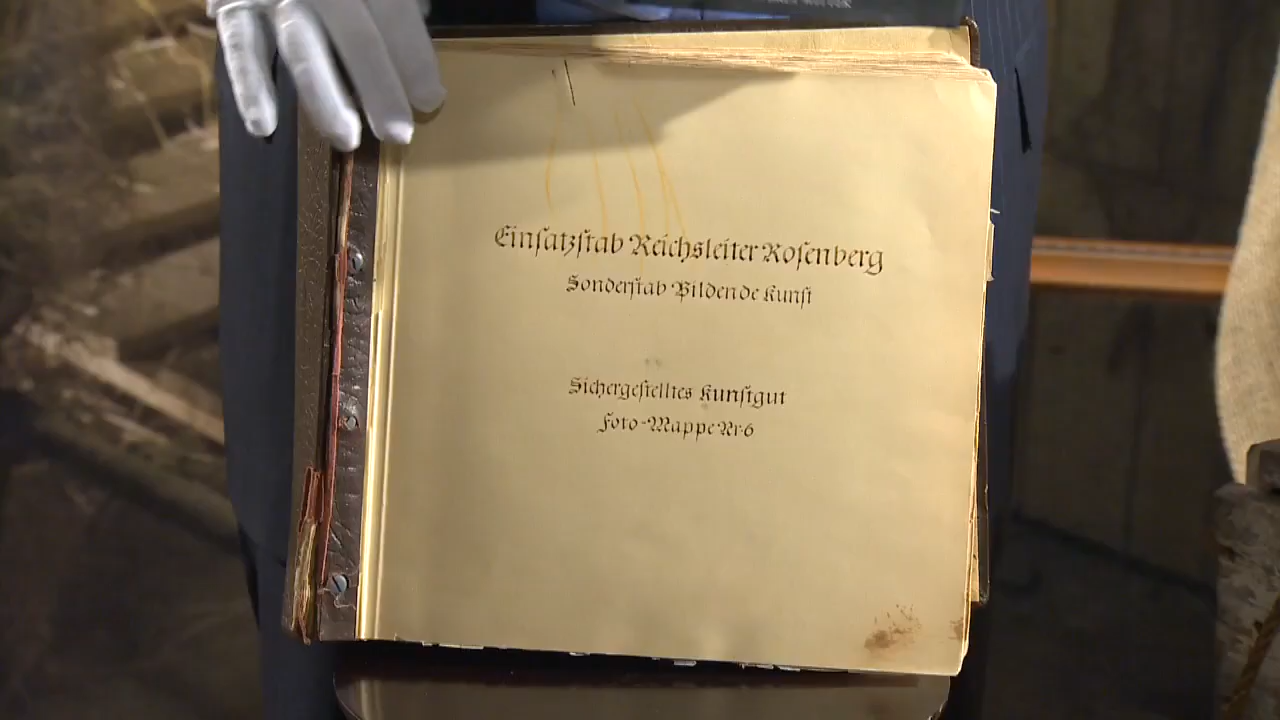 Einsatzstab Reichsleiter Rosenberg
Sonderstab Bildende Kunst
Sichergestelltes Kunstgut
Foto-Mappe Nr. 6